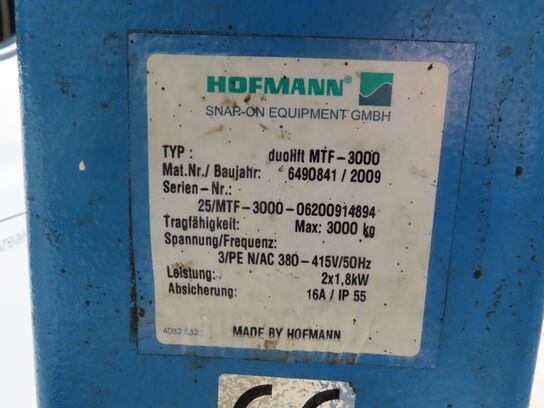 HOFMANN®
SNAP-ON EQUIPMENT GMBH
TYP: duolift MTF-3000
Mat.Nr./ Baujahr: 6490841 / 2009
Serien-Nr.:
25/MTF-3000-06200914894
Tragfähigkeit: Max: 3000 kg
Spannung/Frequenz:
3/PE N/AC 380-415V/50Hz
Leistung: 2x1,8kW
Absicherung: 16A / IP 55
4082 532 MADE BY HOFMANN
CE